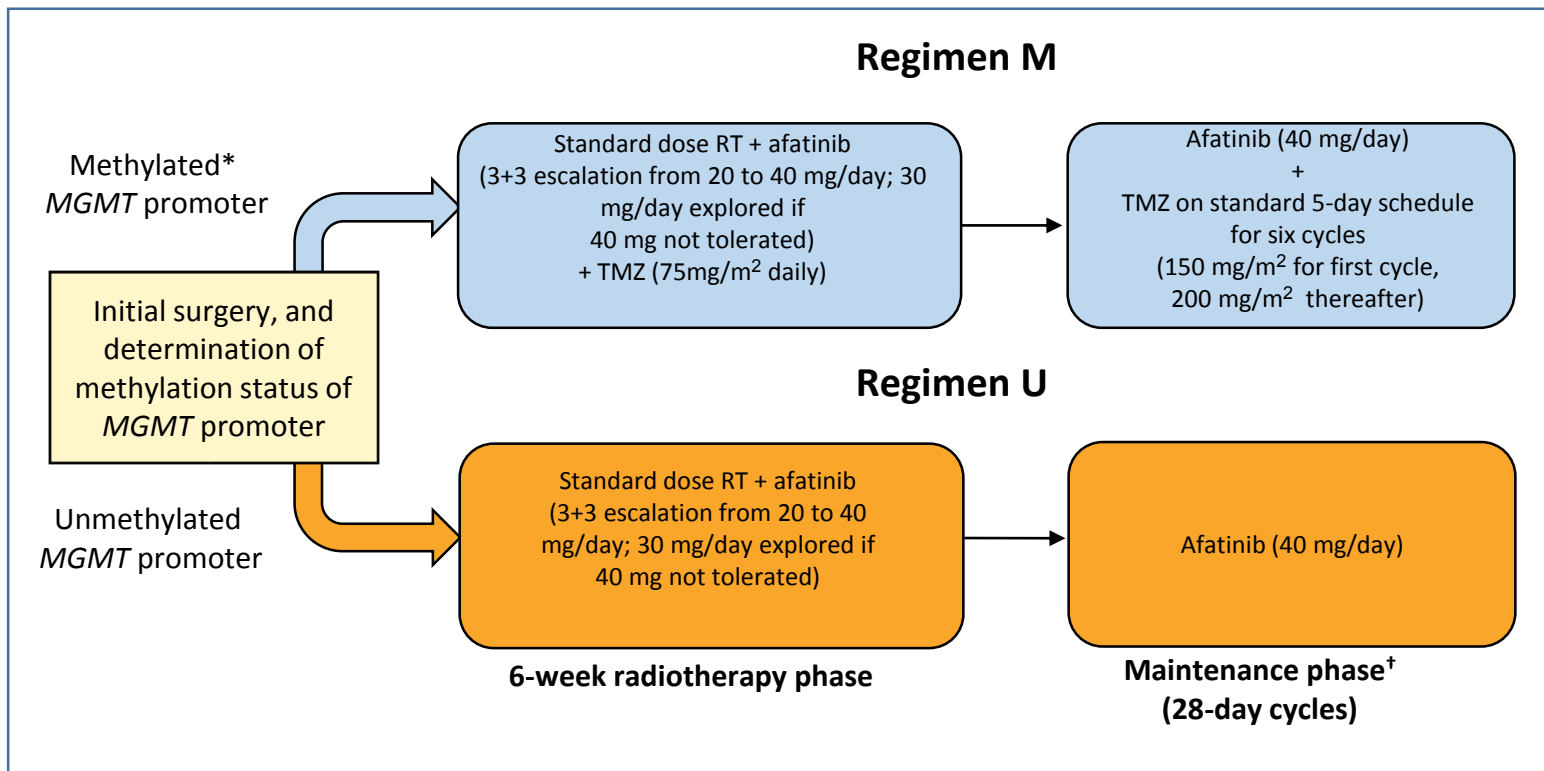 Regimen M
Methylated*
MGMT promoter
Standard dose RT + afatinib
(3+3 escalation from 20 to 40 mg/day; 30
mg/day explored if
40 mg not tolerated)
+ TMZ (75mg/m² daily)
Afatinib (40 mg/day)
+
TMZ on standard 5-day schedule
for six cycles
(150 mg/m² for first cycle,
200 mg/m² thereafter)
Initial surgery, and
determination of
methylation status of
MGMT promoter
Regimen U
Unmethylated
MGMT promoter
Standard dose RT + afatinib
(3+3 escalation from 20 to 40
mg/day; 30 mg/day explored if
40 mg not tolerated)
Afatinib (40 mg/day)
6-week radiotherapy phase
Maintenance phase†
(28-day cycles)